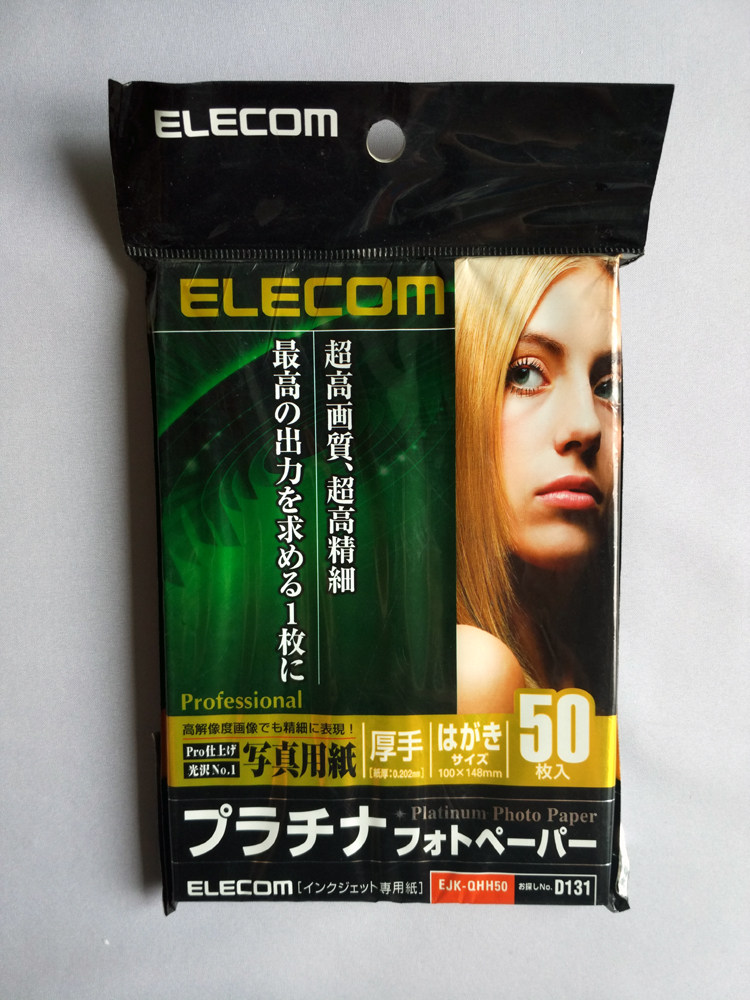 ELECOM
ELECOM
超高画質、超高精細
最高の出力を求める1枚に
Professional
高解像度画像でも精細に表現！
Pro仕上げ
光沢No.1
写真用紙
厚手
[紙厚:0.202mm]
はがき
サイズ
100×148mm
50
枚入
Platinum Photo Paper
プラチナフォトペーパー
ELECOM [インクジェット専用紙] EJK-QHH50 お探しNo. D131